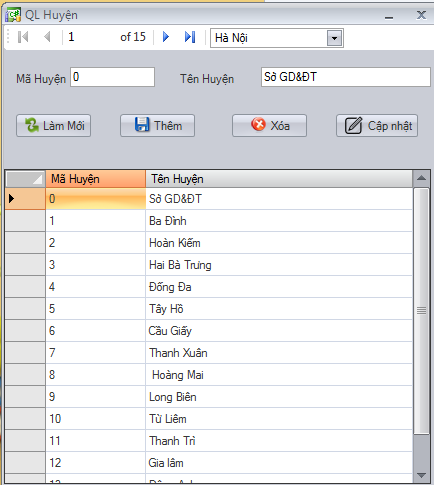 QL Huyện
1 of 15 Hà Nội
Mã Huyện 0 Tên Huyện Sở GD&ĐT
Làm Mới Thêm Xóa Cập nhật
Mã Huyện Tên Huyện
0 Sở GD&ĐT
1 Ba Đình
2 Hoàn Kiếm
3 Hai Bà Trưng
4 Đống Đa
5 Tây Hồ
6 Cầu Giấy
7 Thanh Xuân
8 Hoàng Mai
9 Long Biên
10 Từ Liêm
11 Thanh Trì
12 Gia lâm